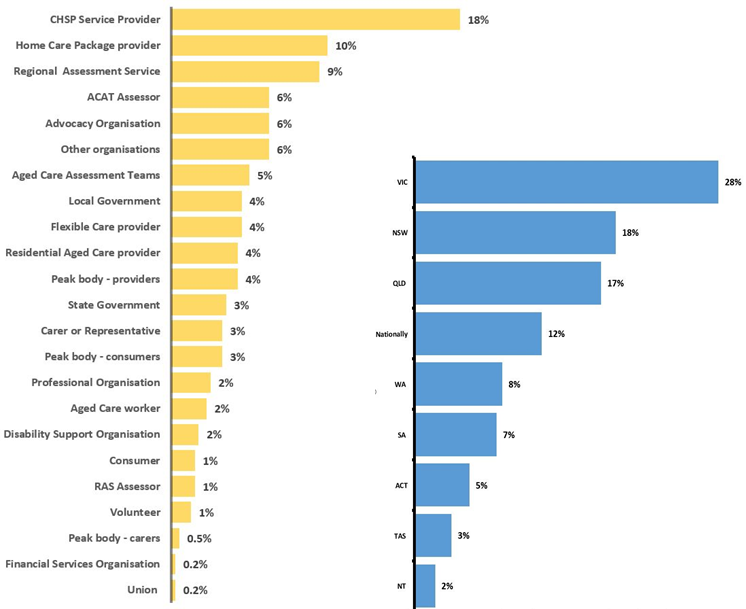 CHSP Service Provider 18%
Home Care Package provider 10%
Regional Assessment Service 9%
ACAT Assessor 6%
Advocacy Organisation 6%
Other organisations 6%
Aged Care Assessment Teams 5%
Local Government 4%
Flexible Care provider 4%
Residential Aged Care provider 4%
Peak body - providers 4%
State Government 3%
Carer or Representative 3%
Peak body - consumers 3%
Professional Organisation 2%
Aged Care worker 2%
Disability Support Organisation 2%
Consumer 1%
RAS Assessor 1%
Volunteer 1%
Peak body - carers 0.5%
Financial Services Organisation 0.2%
Union 0.2%
VIC 28%
NSW 18%
QLD 17%
Nationally 12%
WA 8%
SA 7%
ACT 5%
TAS 3%
NT 2%